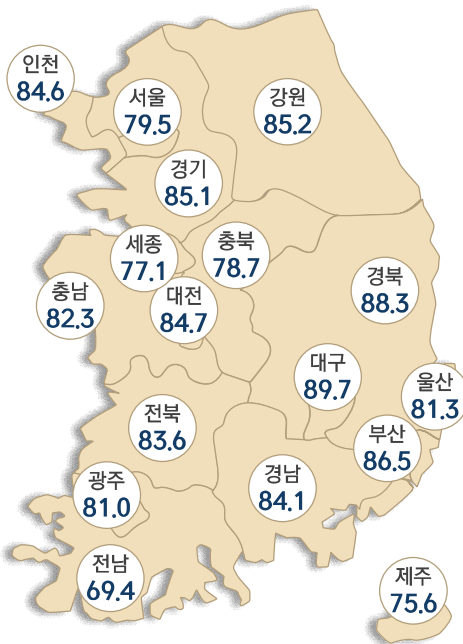 인천
84.6
서울
79.5
강원
85.2
경기
85.1
세종
77.1
충북
78.7
충남
82.3
대전
84.7
경북
88.3
대구
89.7
울산
81.3
전북
83.6
부산
86.5
광주
81.0
경남
84.1
전남
69.4
제주
75.6